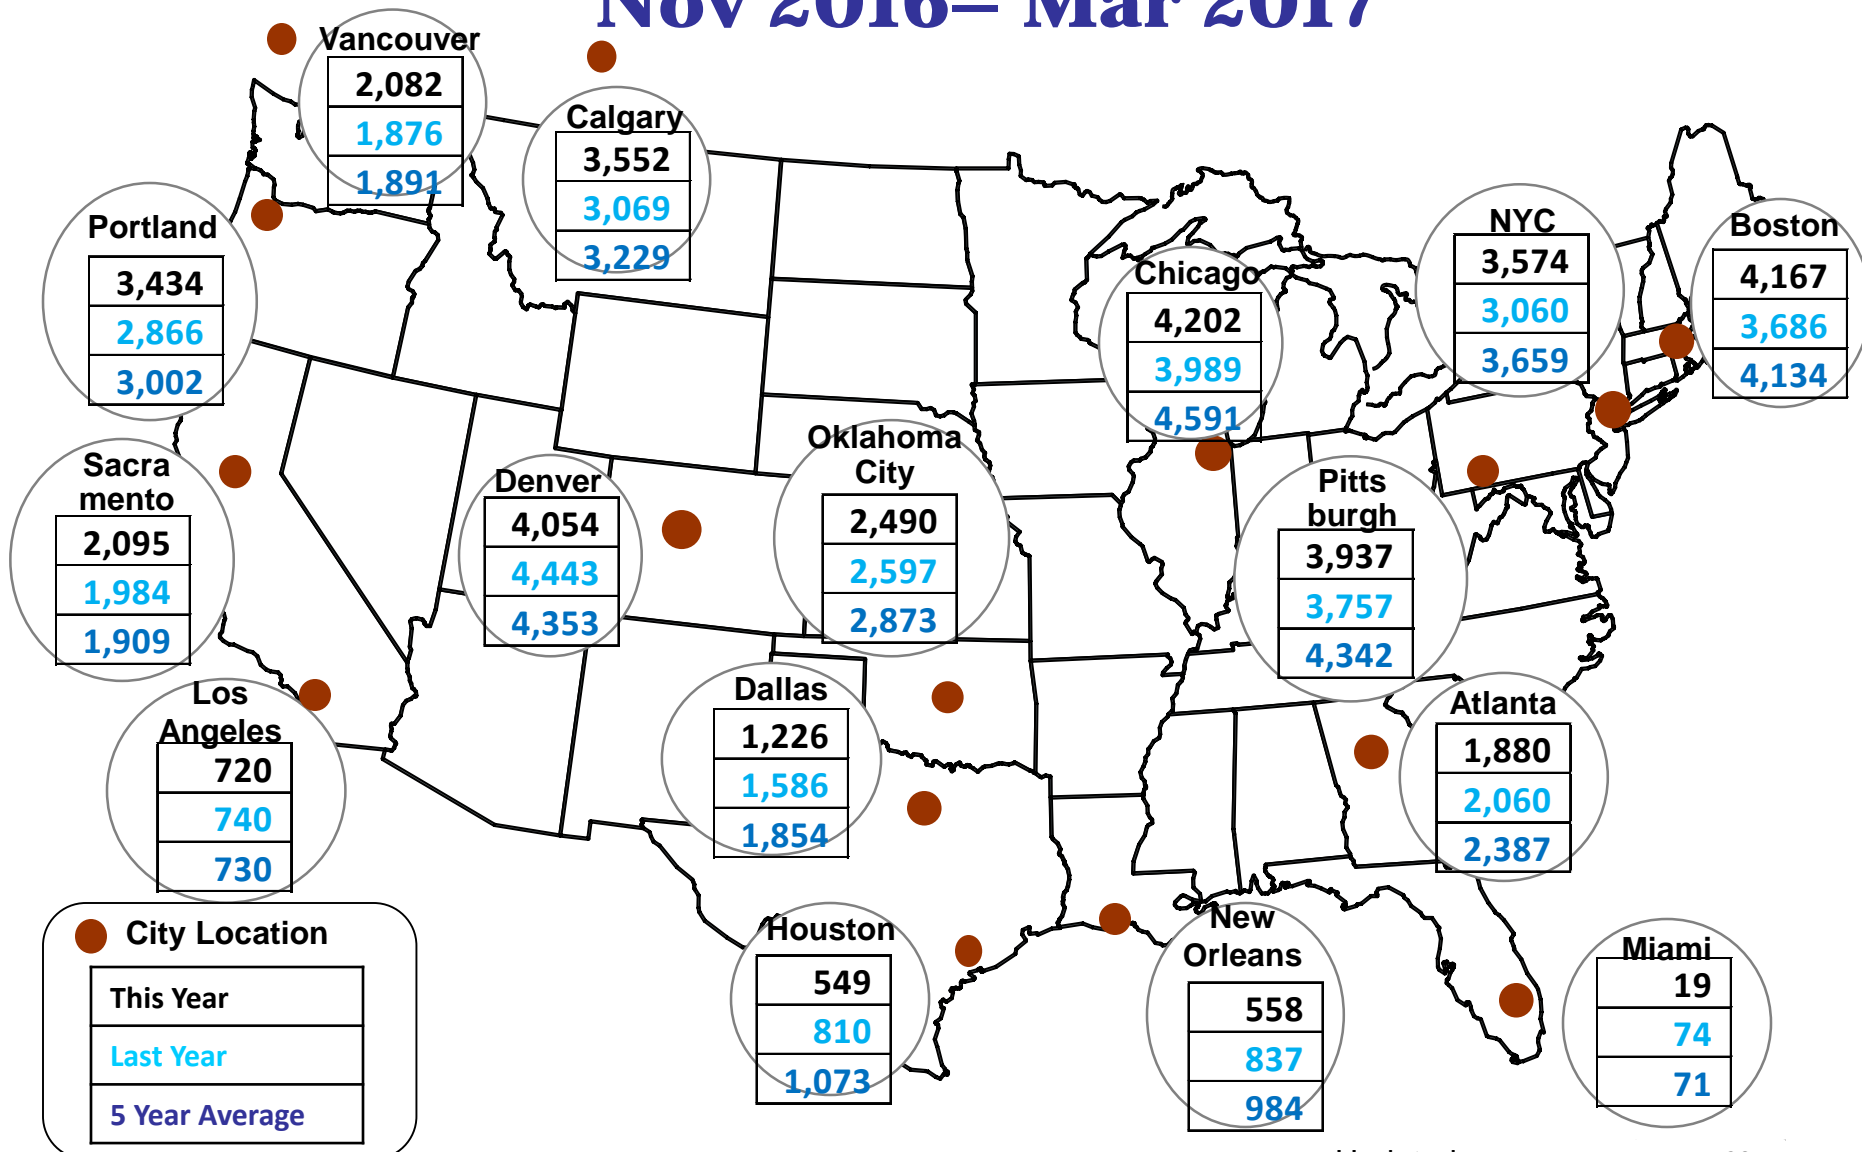 Nov 2016– Mar 2017
Vancouver
2,082
1,876
1,891
Calgary
3,552
3,069
3,229
Portland
3,434
2,866
3,002
NYC
3,574
3,060
3,659
Boston
4,167
3,686
4,134
Chicago
4,202
3,989
4,591
Sacra
mento
2,095
1,984
1,909
Denver
4,054
4,443
4,353
Oklahoma
City
2,490
2,597
2,873
Pitts
burgh
3,937
3,757
4,342
Los
Angeles
720
740
730
Dallas
1,226
1,586
1,854
Atlanta
1,880
2,060
2,387
Houston
549
810
1,073
New
Orleans
558
837
984
Miami
19
74
71
City Location
This Year
Last Year
5 Year Average